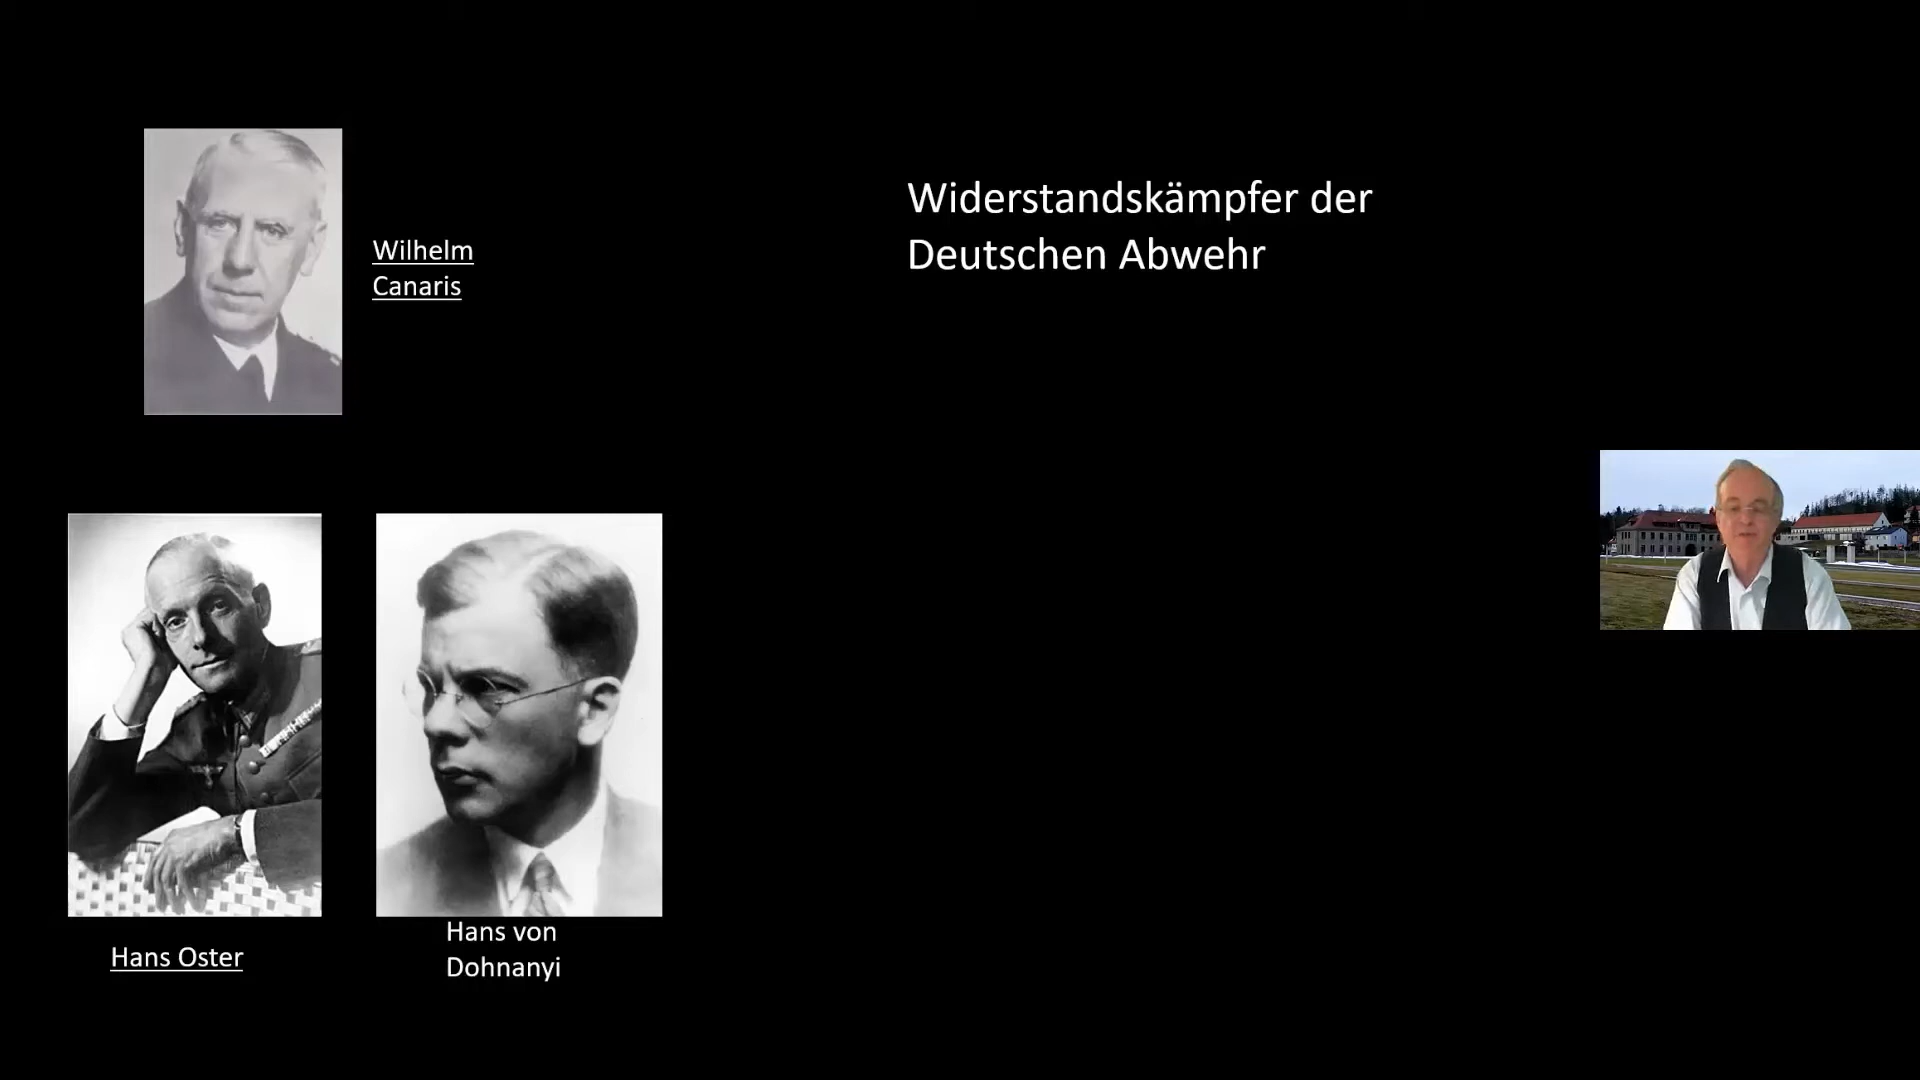 Widerstandskämpfer der
Deutschen Abwehr
Wilhelm
Canaris
Hans Oster
Hans von
Dohnanyi